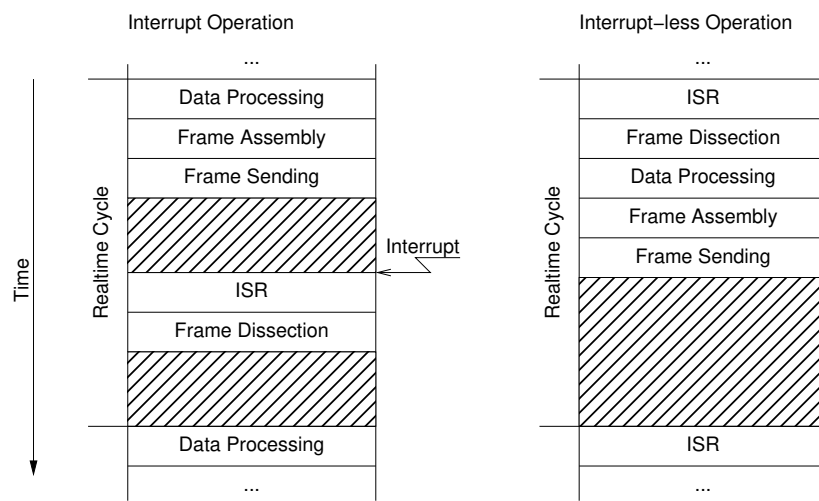 Interrupt Operation
...
Data Processing
Frame Assembly
Frame Sending
Interrupt
ISR
Frame Dissection
Data Processing
...
Realtime Cycle
Time
Interrupt−less Operation
...
ISR
Frame Dissection
Data Processing
Frame Assembly
Frame Sending
ISR
...
Realtime Cycle